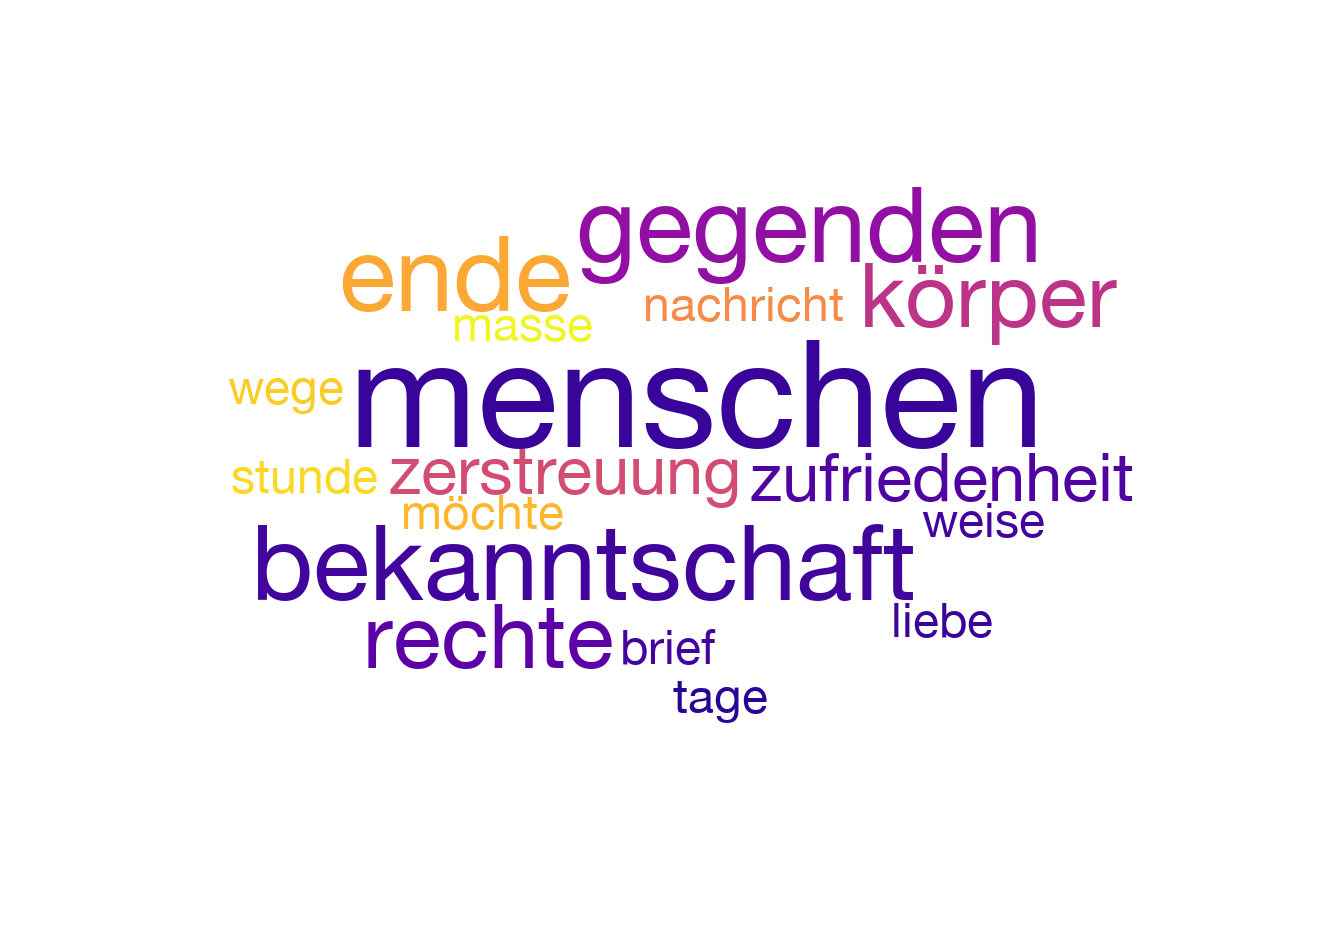 gegenden
ende
nachricht
körper
masse
menschen
wege
zerstreuung
zufriedenheit
stunde
möchte
weise
bekanntschaft
liebe
rechte
brief
tage